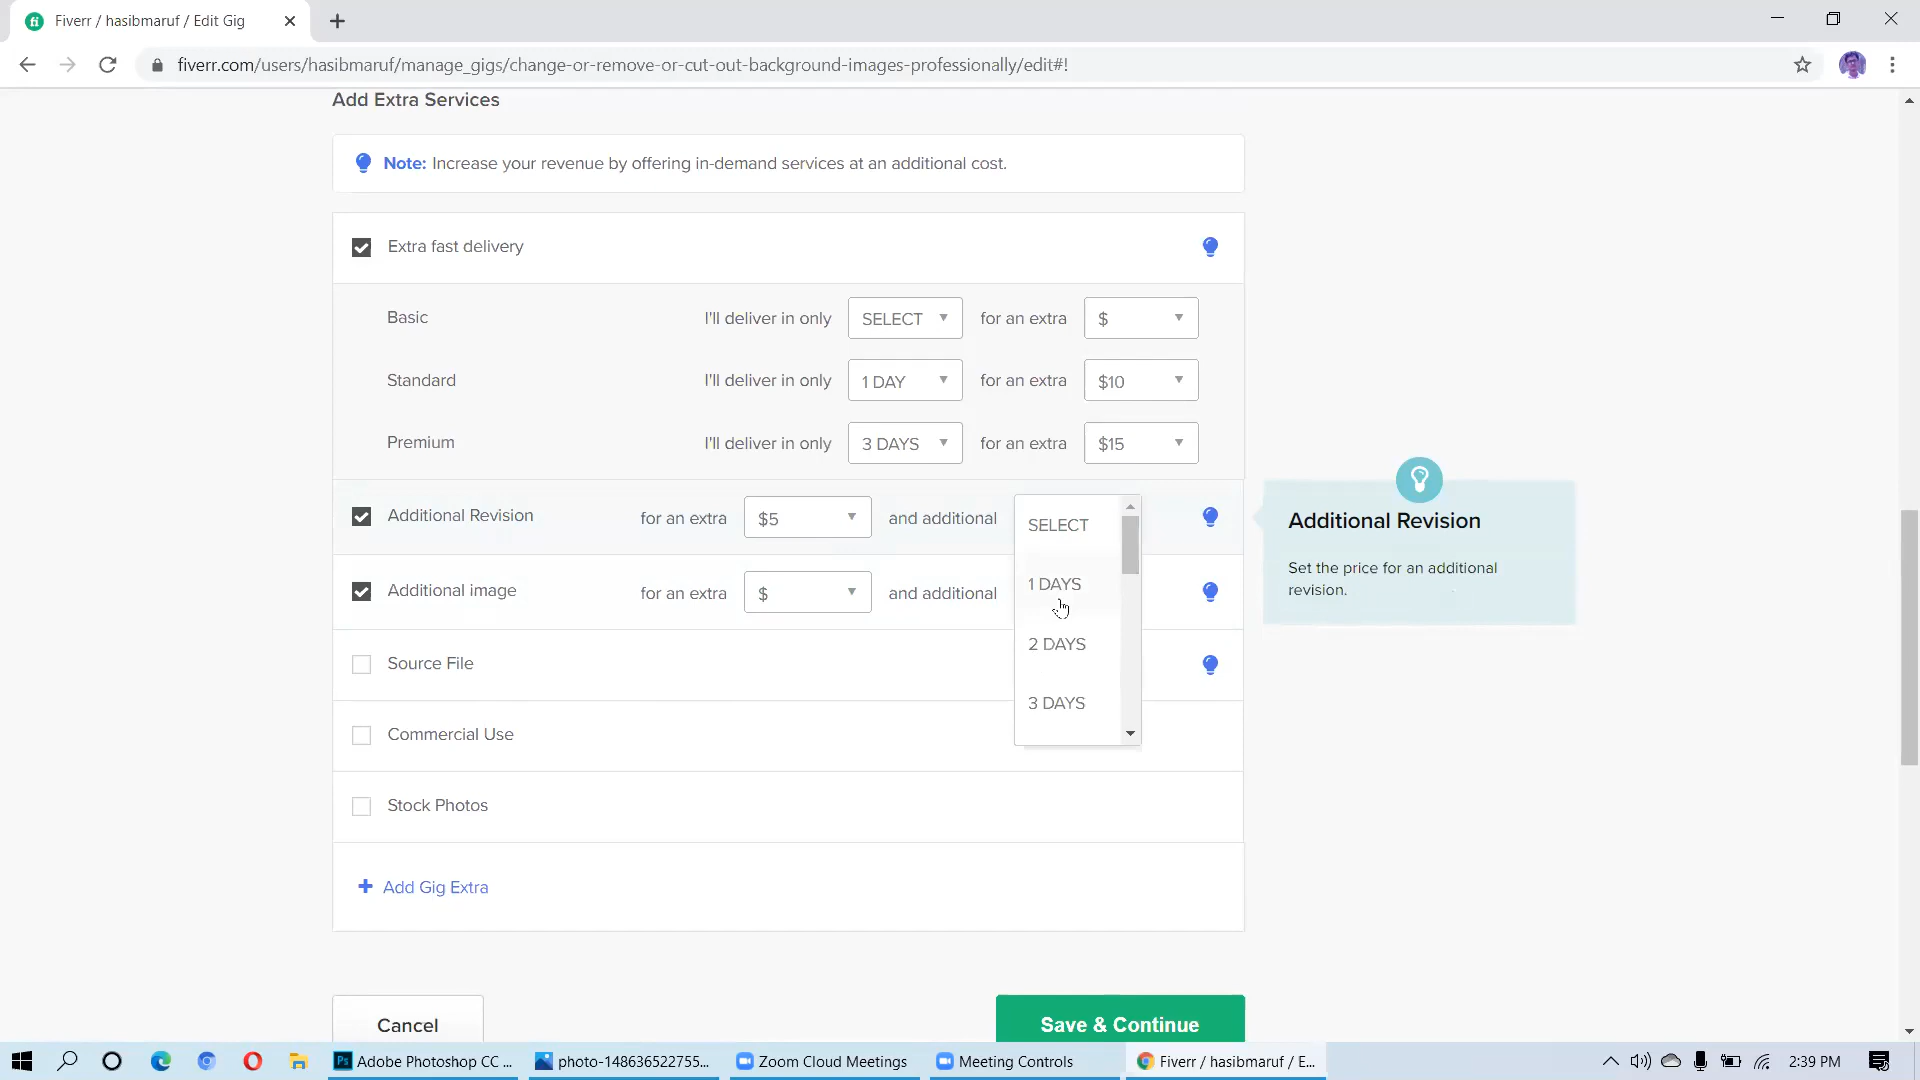 Fiverr / hasibmaruf / Edit Gig
fiverr.com/users/hasibmaruf/manage_gigs/change-or-remove-or-cut-out-background-images-professionally/edit#!
Add Extra Services
Note: Increase your revenue by offering in-demand services at an additional cost.
Extra fast delivery
Basic I'll deliver in only SELECT for an extra $
Standard I'll deliver in only 1 DAY for an extra $10
Premium I'll deliver in only 3 DAYS for an extra $15
Additional Revision for an extra $5 and additional
SELECT
1 DAYS
2 DAYS
3 DAYS
Additional Revision
Set the price for an additional
revision.
Additional image for an extra $ and additional
Source File
Commercial Use
Stock Photos
+ Add Gig Extra
Cancel
Save & Continue
Adobe Photoshop CC ...
photo-148636522755...
Zoom Cloud Meetings
Meeting Controls
Fiverr / hasibmaruf / E...
2:39 PM